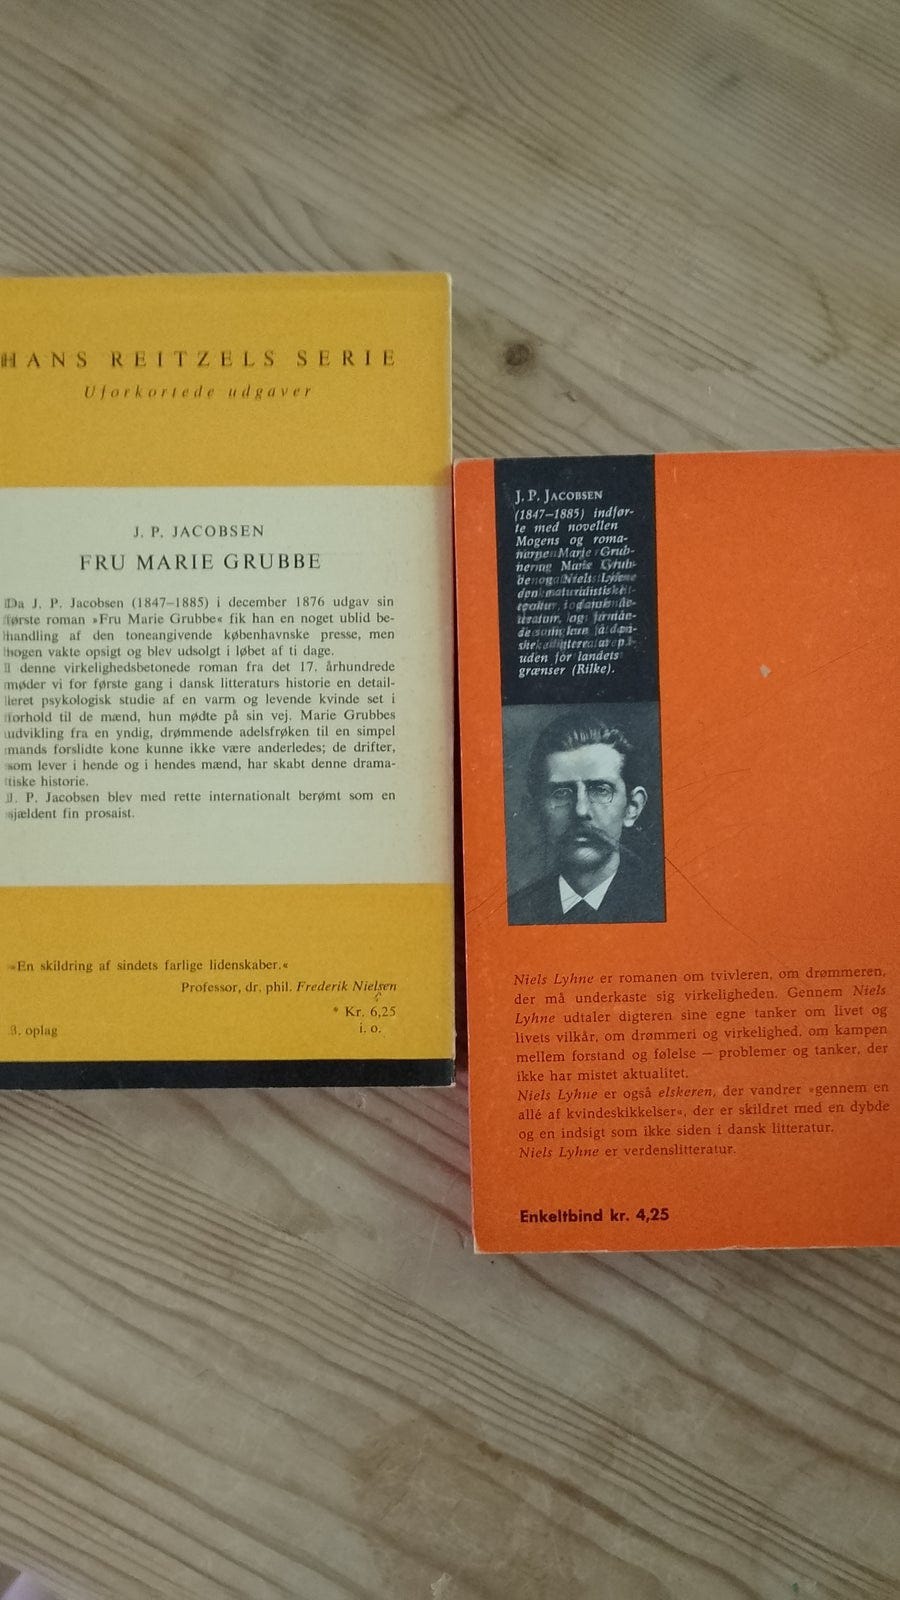 HANS REITZELS SERIE
Uforkortede udgaver
J. P. JACOBSEN
FRU MARIE GRUBBE
Da J. P. Jacobsen (1847–1885) i december 1876 udgav sin
første roman »Fru Marie Grubbe« fik han en noget ublid be-
handling af den toneangivende københavnske presse, men
bogen vakte opsigt og blev udsolgt i løbet af ti dage.
I denne virkelighedsbetonede roman fra det 17. århundrede
møder vi for første gang i dansk litteraturs historie en detail-
leret psykologisk studie af en varm og levende kvinde set i
forhold til de mænd, hun mødte på sin vej. Marie Grubbes
udvikling fra en yndig, drømmende adelsfrøken til en simpel
mands forslidte kone kunne ikke være anderledes; de drifter,
som lever i hende og i hendes mænd, har skabt denne drama-
tiske historie.
J. P. Jacobsen blev med rette internationalt berømt som en
sjældent fin prosaist.
»En skildring af sindets farlige lidenskaber.«
Professor, dr. phil. Frederik Nielsen
* Kr. 6,25
i. o.
3. oplag
J. P. JACOBSEN
(1847–1885) indfør-
te med novellen
Mogens og roma-
nerne Marie Grub-
be og Niels Lyhne
den naturalistiske
uden for landets
grænser (Rilke).
Niels Lyhne er romanen om tvivleren, om drømmeren,
der må underkaste sig virkeligheden. Gennem Niels
Lyhne udtaler digteren sine egne tanker om livet og
livets vilkår, om drømmeri og virkelighed, om kampen
mellem forstand og følelse — problemer og tanker, der
ikke har mistet aktualitet.
Niels Lyhne er også elskeren, der vandrer »gennem en
allé af kvindeskikkelser«, der er skildret med en dybde
og en indsigt som ikke siden i dansk litteratur.
Niels Lyhne er verdenslitteratur.
Enkeltbind kr. 4,25